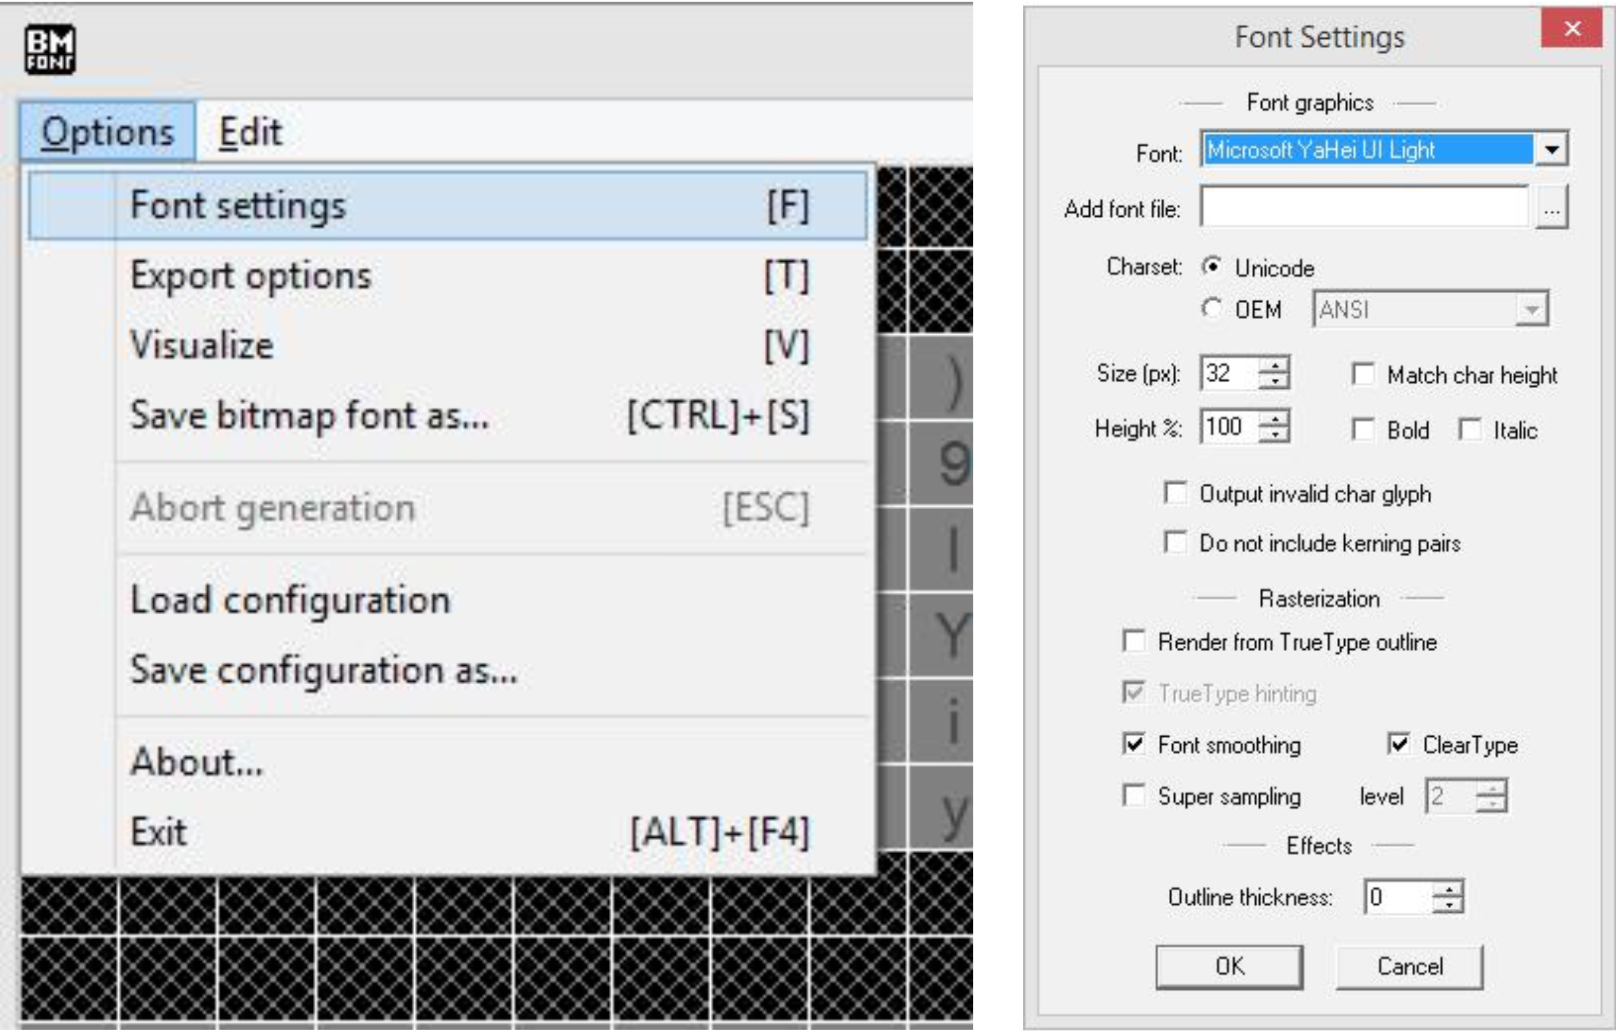 BM
FONT
Options Edit
Font settings [F]
Export options [T]
Visualize [V]
Save bitmap font as... [CTRL]+[S]
Abort generation [ESC]
Load configuration
Save configuration as...
About...
Exit [ALT]+[F4]
)
9
I
Y
i
y
Font Settings
Font graphics
Font: Microsoft YaHei UI Light
Add font file: ...
Charset: Unicode
OEM ANSI
Size (px): 32 Match char height
Height %: 100 Bold Italic
Output invalid char glyph
Do not include kerning pairs
Rasterization
Render from TrueType outline
TrueType hinting
Font smoothing ClearType
Super sampling level 2
Effects
Outline thickness: 0
OK Cancel